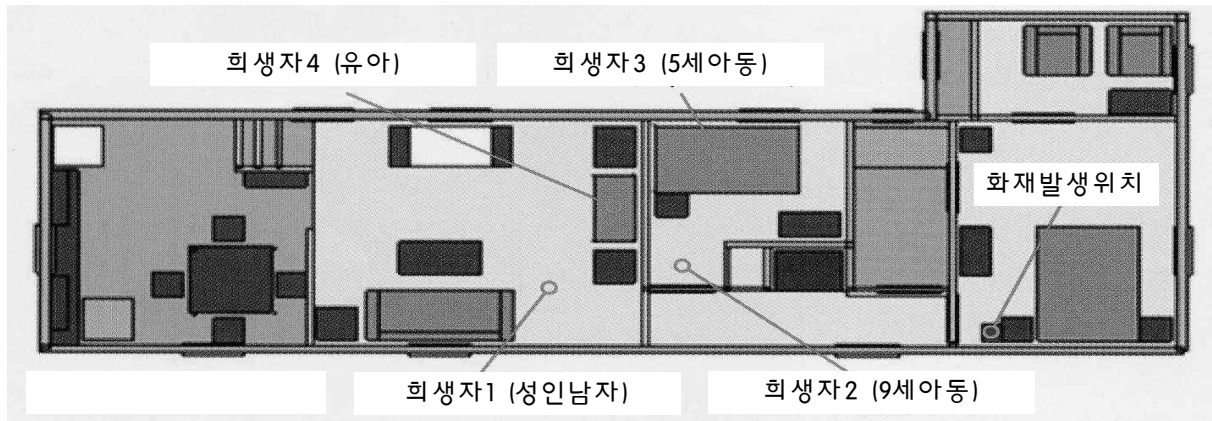 희생자4 (유아)
희생자3 (5세아동)
화재발생위치
희생자1 (성인남자)
희생자2 (9세아동)